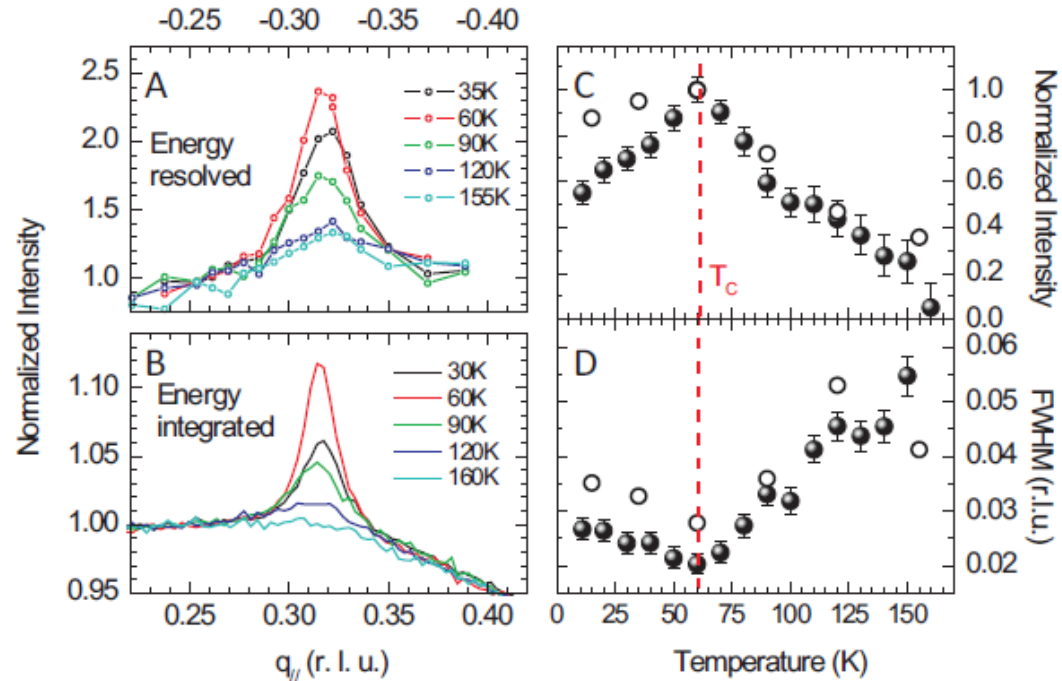 -0.25 -0.30 -0.35 -0.40
A
Energy
resolved
35K
60K
90K
120K
155K
2.5
2.0
1.5
1.0
B
Energy
integrated
30K
60K
90K
120K
160K
1.10
1.05
1.00
0.95
0.25 0.30 0.35 0.40
q// (r. l. u.)
Normalized Intensity
C
Tc
1.0
0.8
0.6
0.4
0.2
0.0
Normalized Intensity
D
0.06
0.05
0.04
0.03
0.02
FWHM (r.l.u.)
0 25 50 75 100 125 150
Temperature (K)